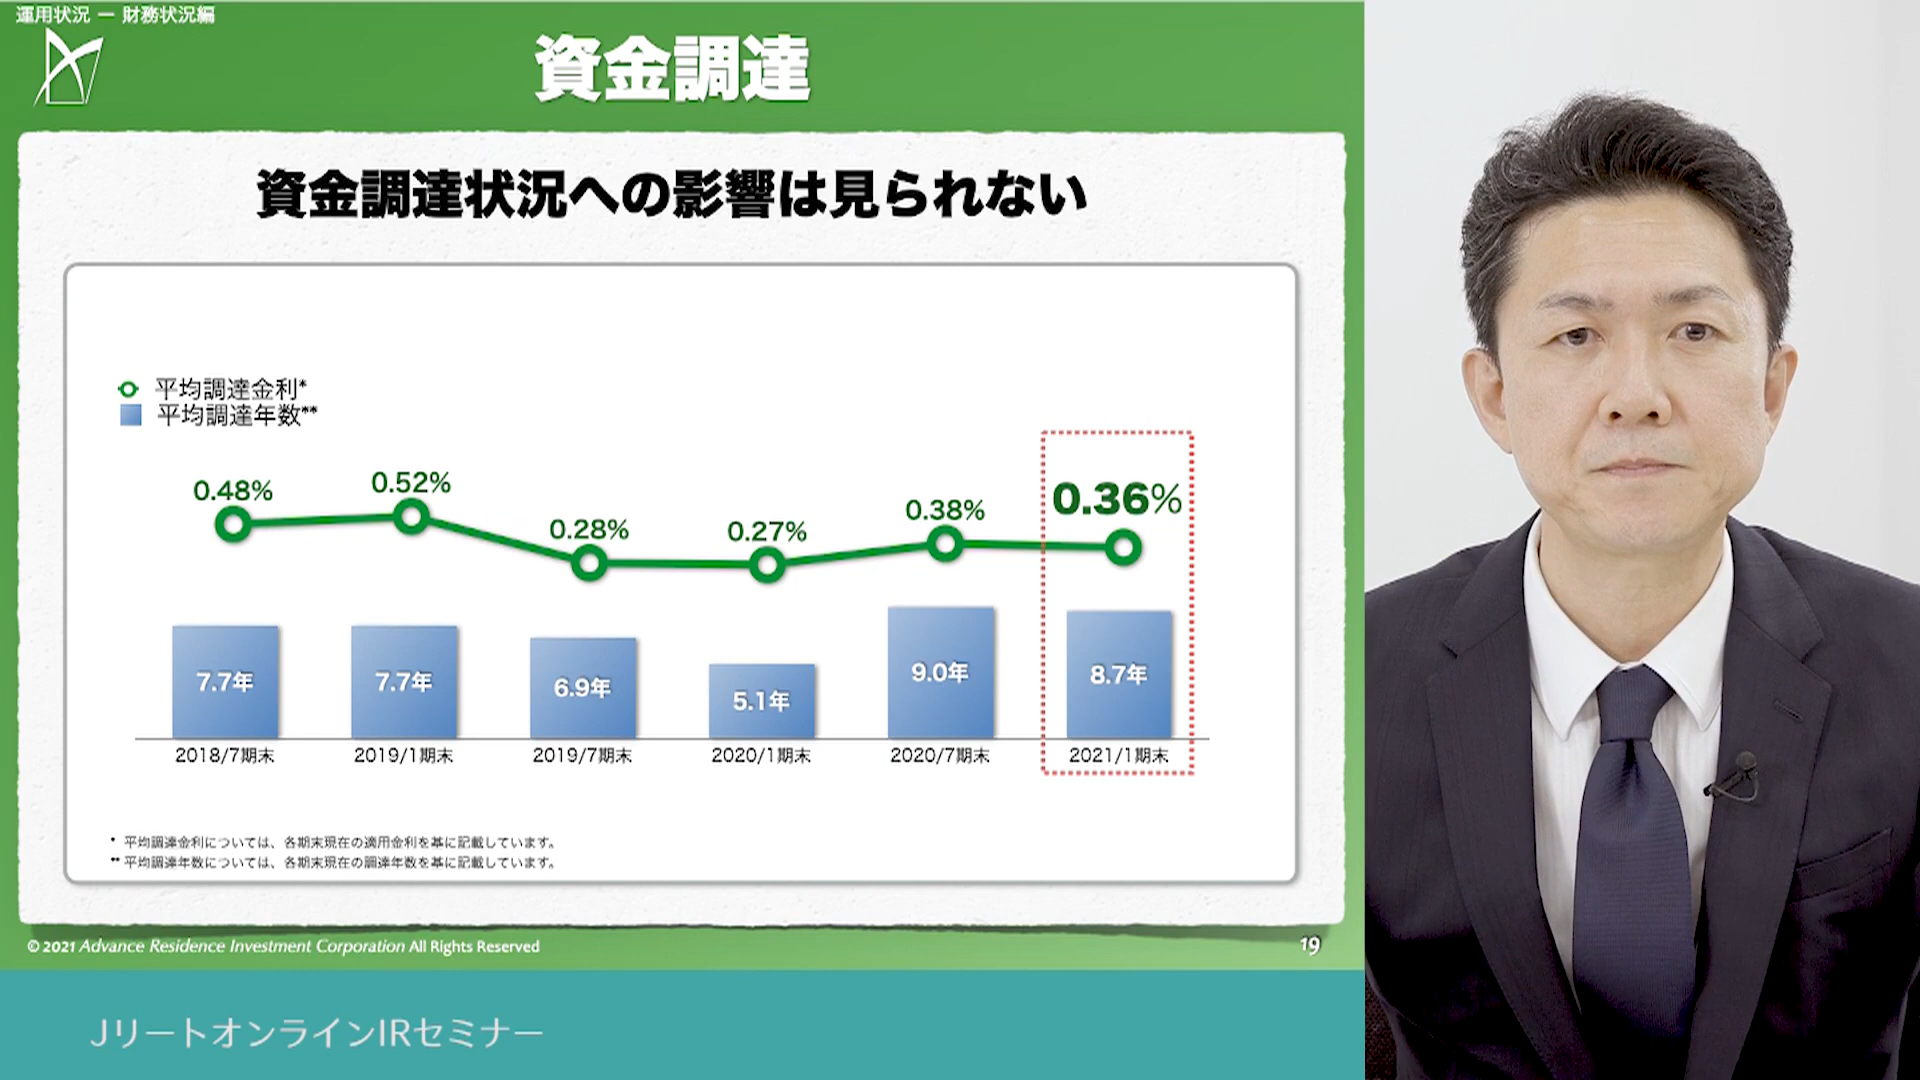 運用状況 ー 財務状況編
資金調達
資金調達状況への影響は見られない
平均調達金利*
平均調達年数**
0.48%
0.52%
0.28%
0.27%
0.38%
0.36%
7.7年
7.7年
6.9年
5.1年
9.0年
8.7年
2018/7期末
2019/1期末
2019/7期末
2020/1期末
2020/7期末
2021/1期末
* 平均調達金利については、各期末現在の適用金利を基に記載しています。
** 平均調達年数については、各期末現在の調達年数を基に記載しています。
© 2021 Advance Residence Investment Corporation All Rights Reserved
19
JリートオンラインIRセミナー